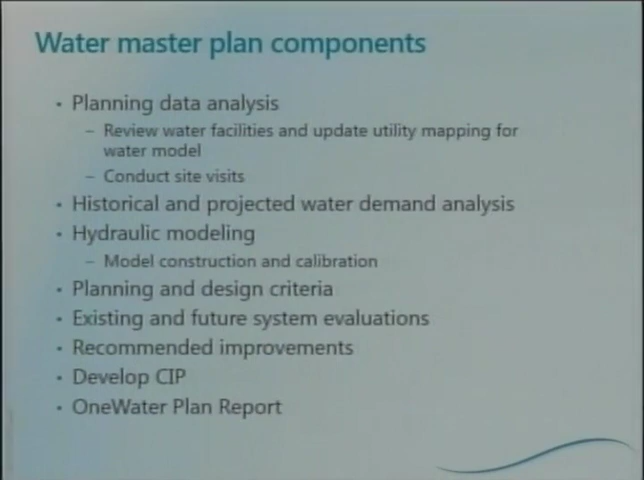 Water master plan components
• Planning data analysis
– Review water facilities and update utility mapping for
water model
– Conduct site visits
• Historical and projected water demand analysis
• Hydraulic modeling
– Model construction and calibration
• Planning and design criteria
• Existing and future system evaluations
• Recommended improvements
• Develop CIP
• OneWater Plan Report